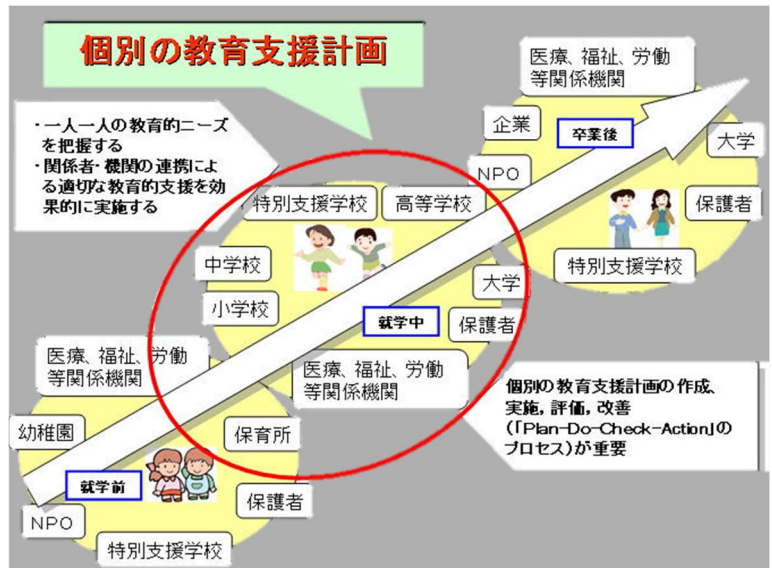 個別の教育支援計画
・一人一人の教育的ニーズ
を把握する
・関係者・機関の連携によ
る適切な教育的支援を効
果的に実施する
医療、福祉、労働
等関係機関
企業
卒業後
大学
NPO
保護者
特別支援学校
特別支援学校
高等学校
中学校
小学校
大学
就学中
保護者
医療、福祉、労働
等関係機関
医療、福祉、労働
等関係機関
幼稚園
保育所
就学前
保護者
NPO
特別支援学校
個別の教育支援計画の作成、
実施，評価，改善
（「Plan-Do-Check-Action」の
プロセス）が重要